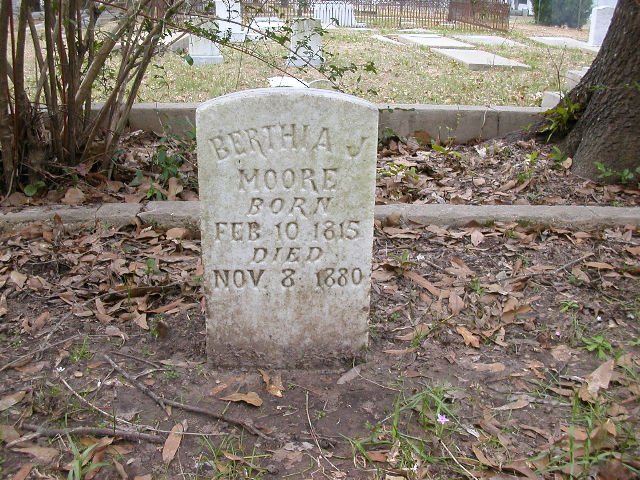 BERTHIA J
MOORE
BORN
FEB 10 1815
DIED
NOV. 8 1880